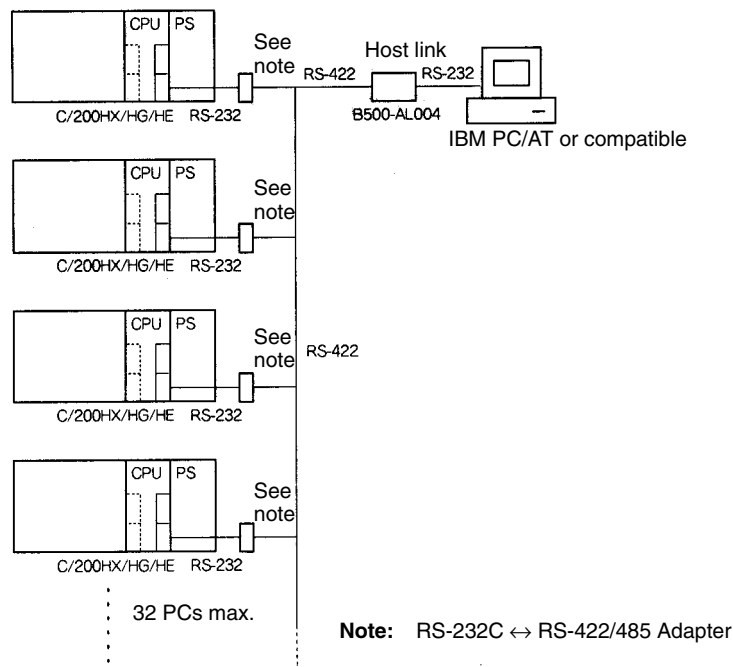 CPU PS
See note
RS-422
Host link
RS-232
B500-AL004
C/200HX/HG/HE RS-232
IBM PC/AT or compatible
CPU PS
See note
C/200HX/HG/HE RS-232
CPU PS
See note
RS-422
C/200HX/HG/HE RS-232
CPU PS
See note
C/200HX/HG/HE RS-232
32 PCs max.
Note: RS-232C ↔ RS-422/485 Adapter